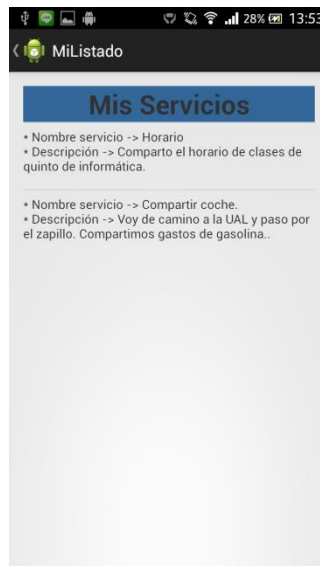 28% 13:53
MiListado
Mis Servicios
* Nombre servicio -> Horario
* Descripción -> Comparto el horario de clases de
quinto de informática.
* Nombre servicio -> Compartir coche.
* Descripción -> Voy de camino a la UAL y paso por
el zapillo. Compartimos gastos de gasolina..